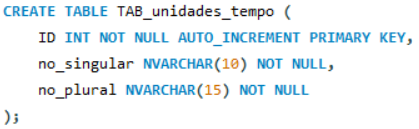 CREATE TABLE TAB_unidades_tempo (
    ID INT NOT NULL AUTO_INCREMENT PRIMARY KEY,
    no_singular NVARCHAR(10) NOT NULL,
    no_plural NVARCHAR(15) NOT NULL
);